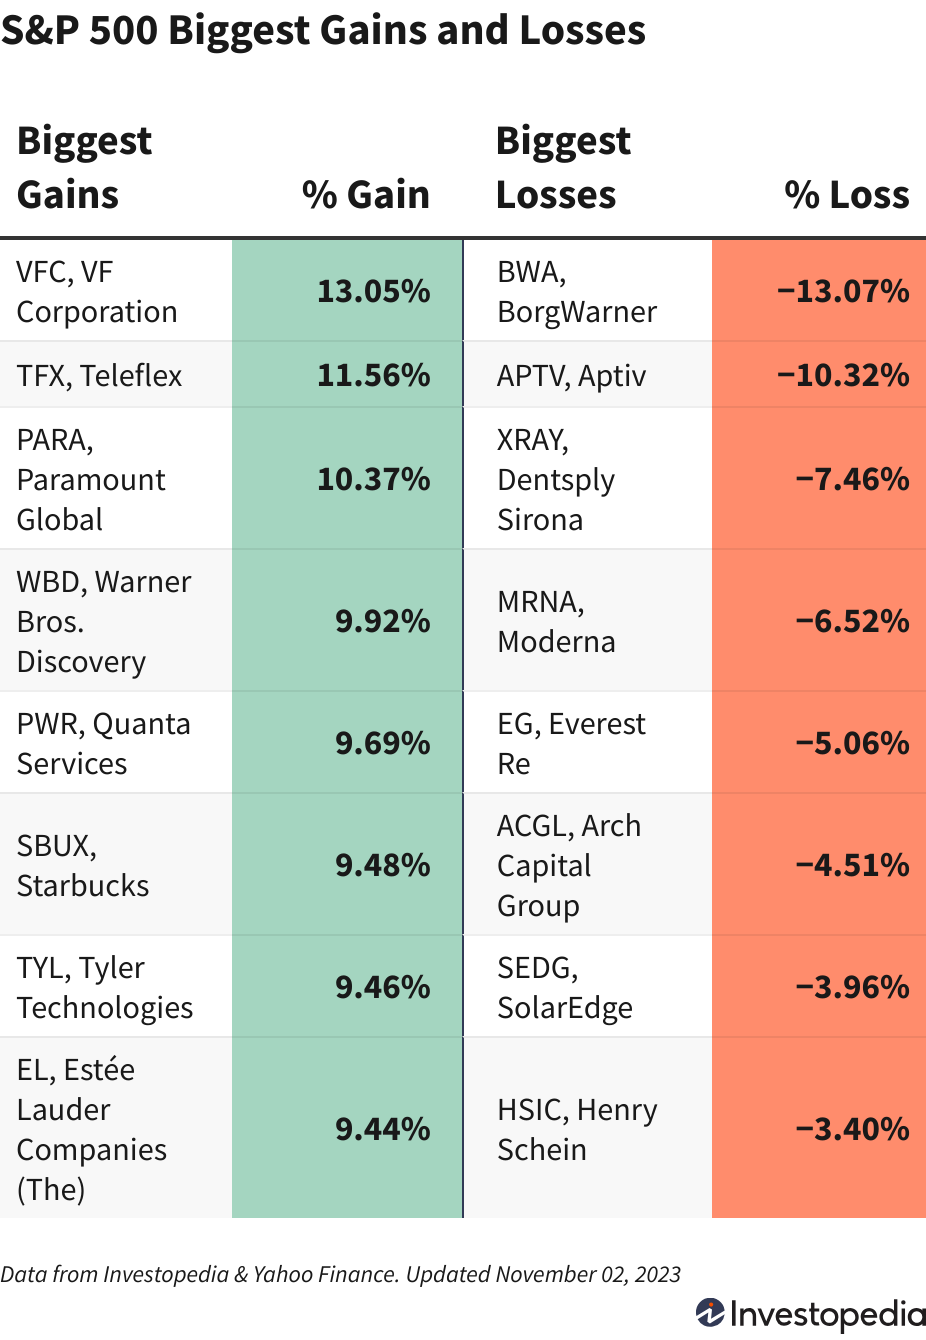 S&P 500 Biggest Gains and Losses
Biggest
Gains
% Gain
Biggest
Losses
% Loss
VFC, VF
Corporation
13.05%
BWA,
BorgWarner
−13.07%
TFX, Teleflex
11.56%
APTV, Aptiv
−10.32%
PARA,
Paramount
Global
10.37%
XRAY,
Dentsply
Sirona
−7.46%
WBD, Warner
Bros.
Discovery
9.92%
MRNA,
Moderna
−6.52%
PWR, Quanta
Services
9.69%
EG, Everest
Re
−5.06%
SBUX,
Starbucks
9.48%
ACGL, Arch
Capital
Group
−4.51%
TYL, Tyler
Technologies
9.46%
SEDG,
SolarEdge
−3.96%
EL, Estée
Lauder
Companies
(The)
9.44%
HSIC, Henry
Schein
−3.40%
Data from Investopedia & Yahoo Finance. Updated November 02, 2023
Investopedia